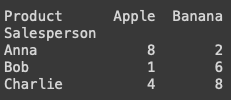 Product      Apple  Banana
Salesperson
Anna             8       2
Bob              1       6
Charlie          4       8